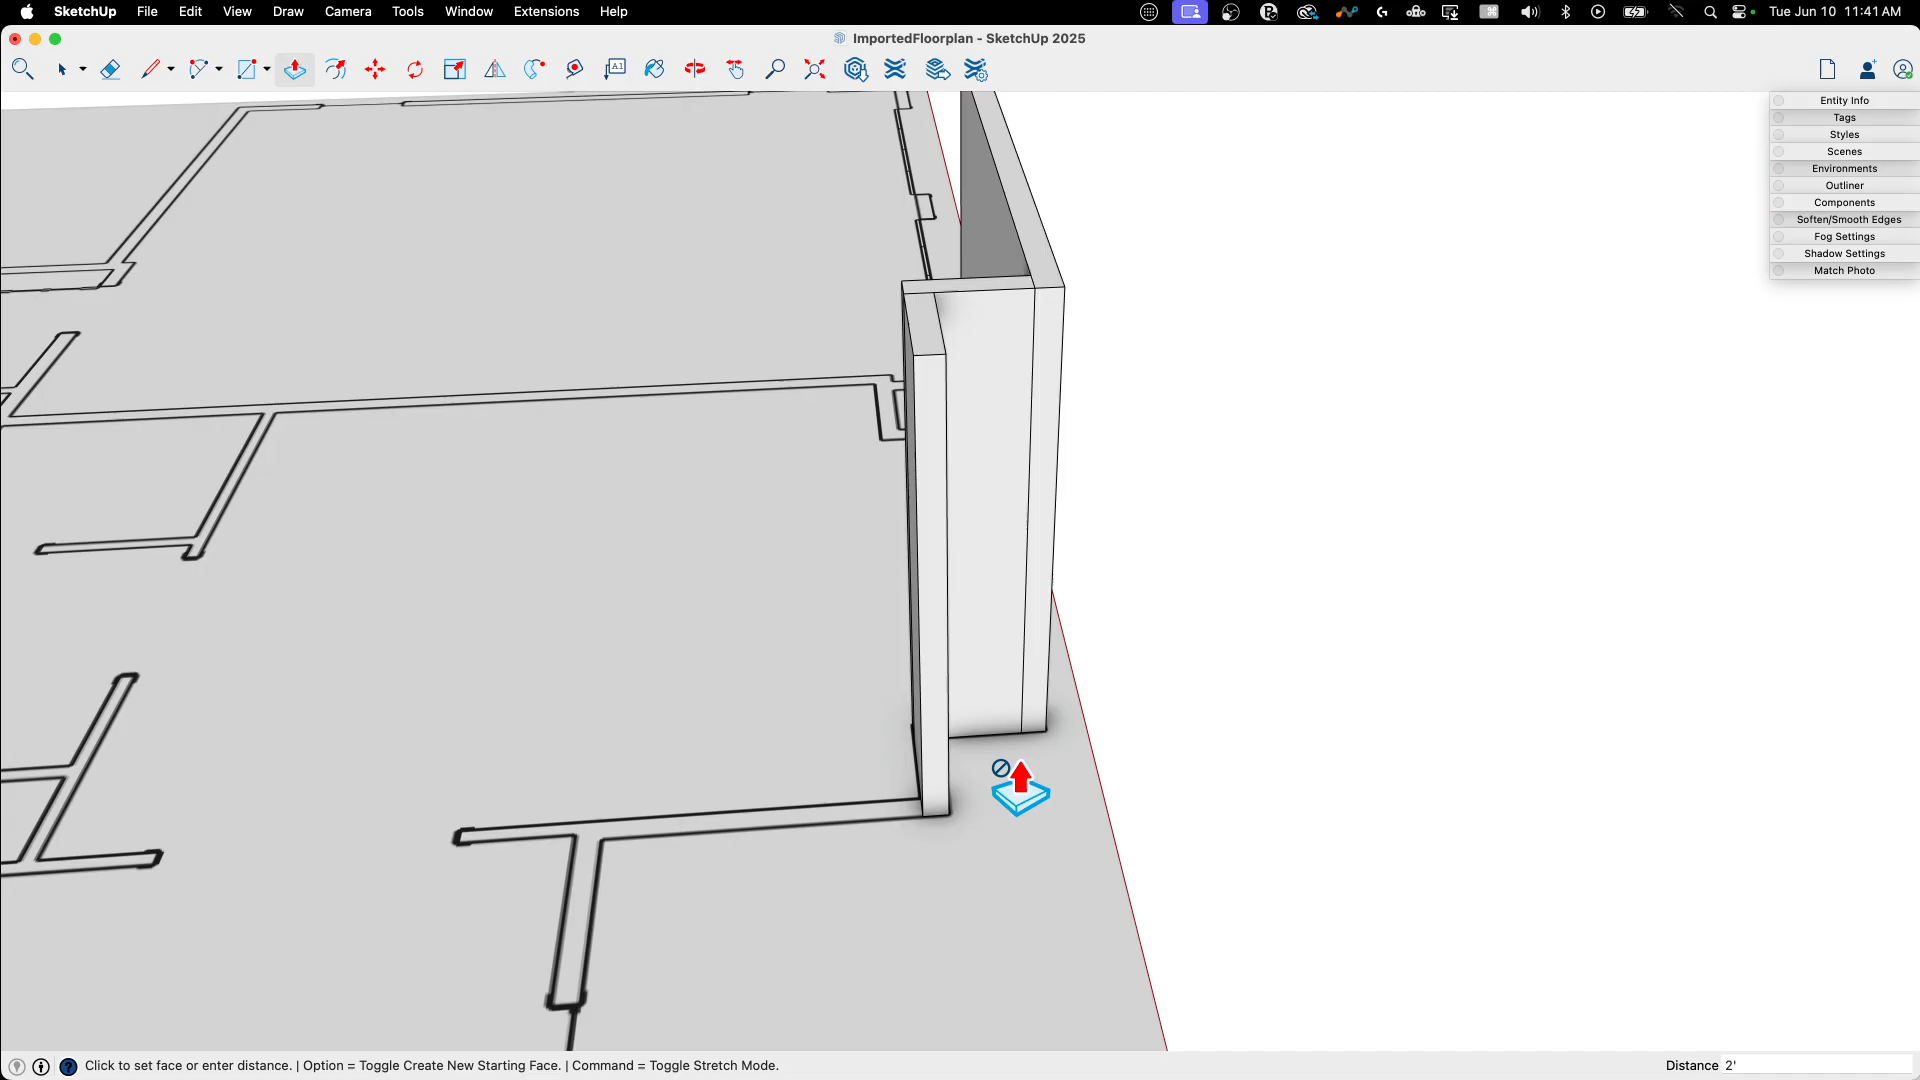 SketchUp File Edit View Draw Camera Tools Window Extensions Help Tue Jun 10 11:41 AM
ImportedFloorplan - SketchUp 2025
A1
Entity Info
Tags
Styles
Scenes
Environments
Outliner
Components
Soften/Smooth Edges
Fog Settings
Shadow Settings
Match Photo
Click to set face or enter distance. | Option = Toggle Create New Starting Face. | Command = Toggle Stretch Mode. Distance 2'